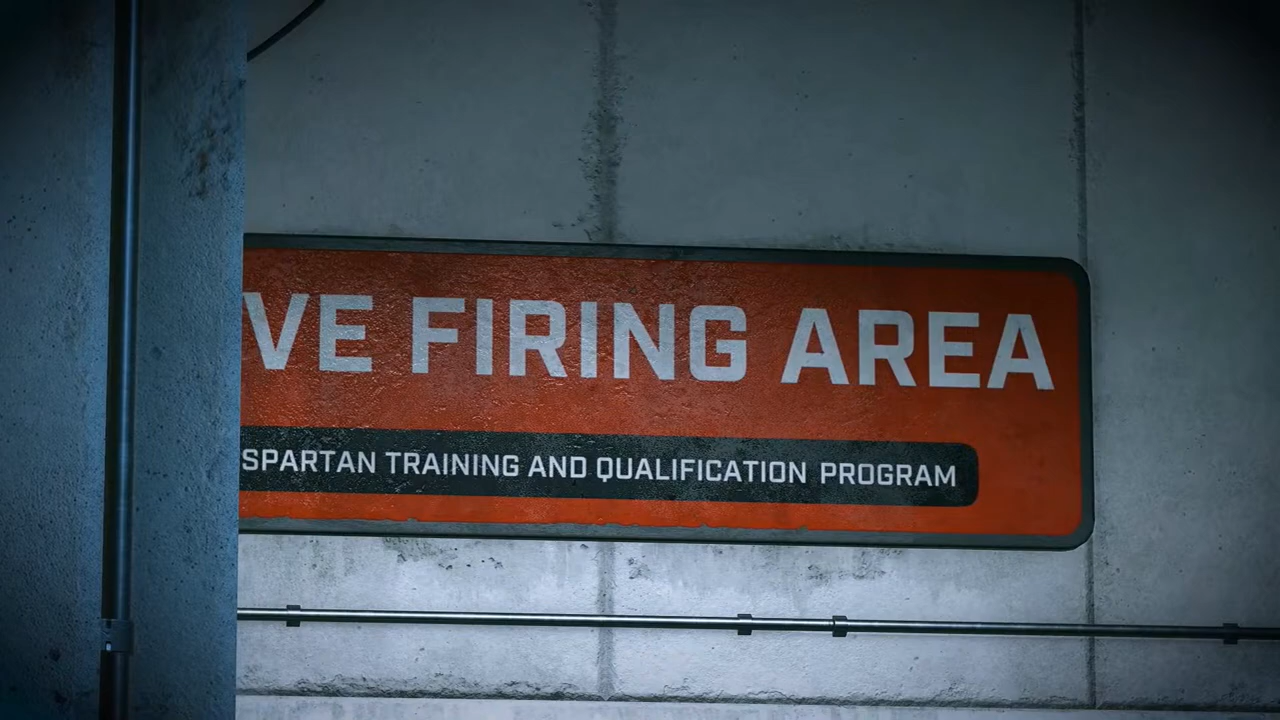 VE FIRING AREA
SPARTAN TRAINING AND QUALIFICATION PROGRAM